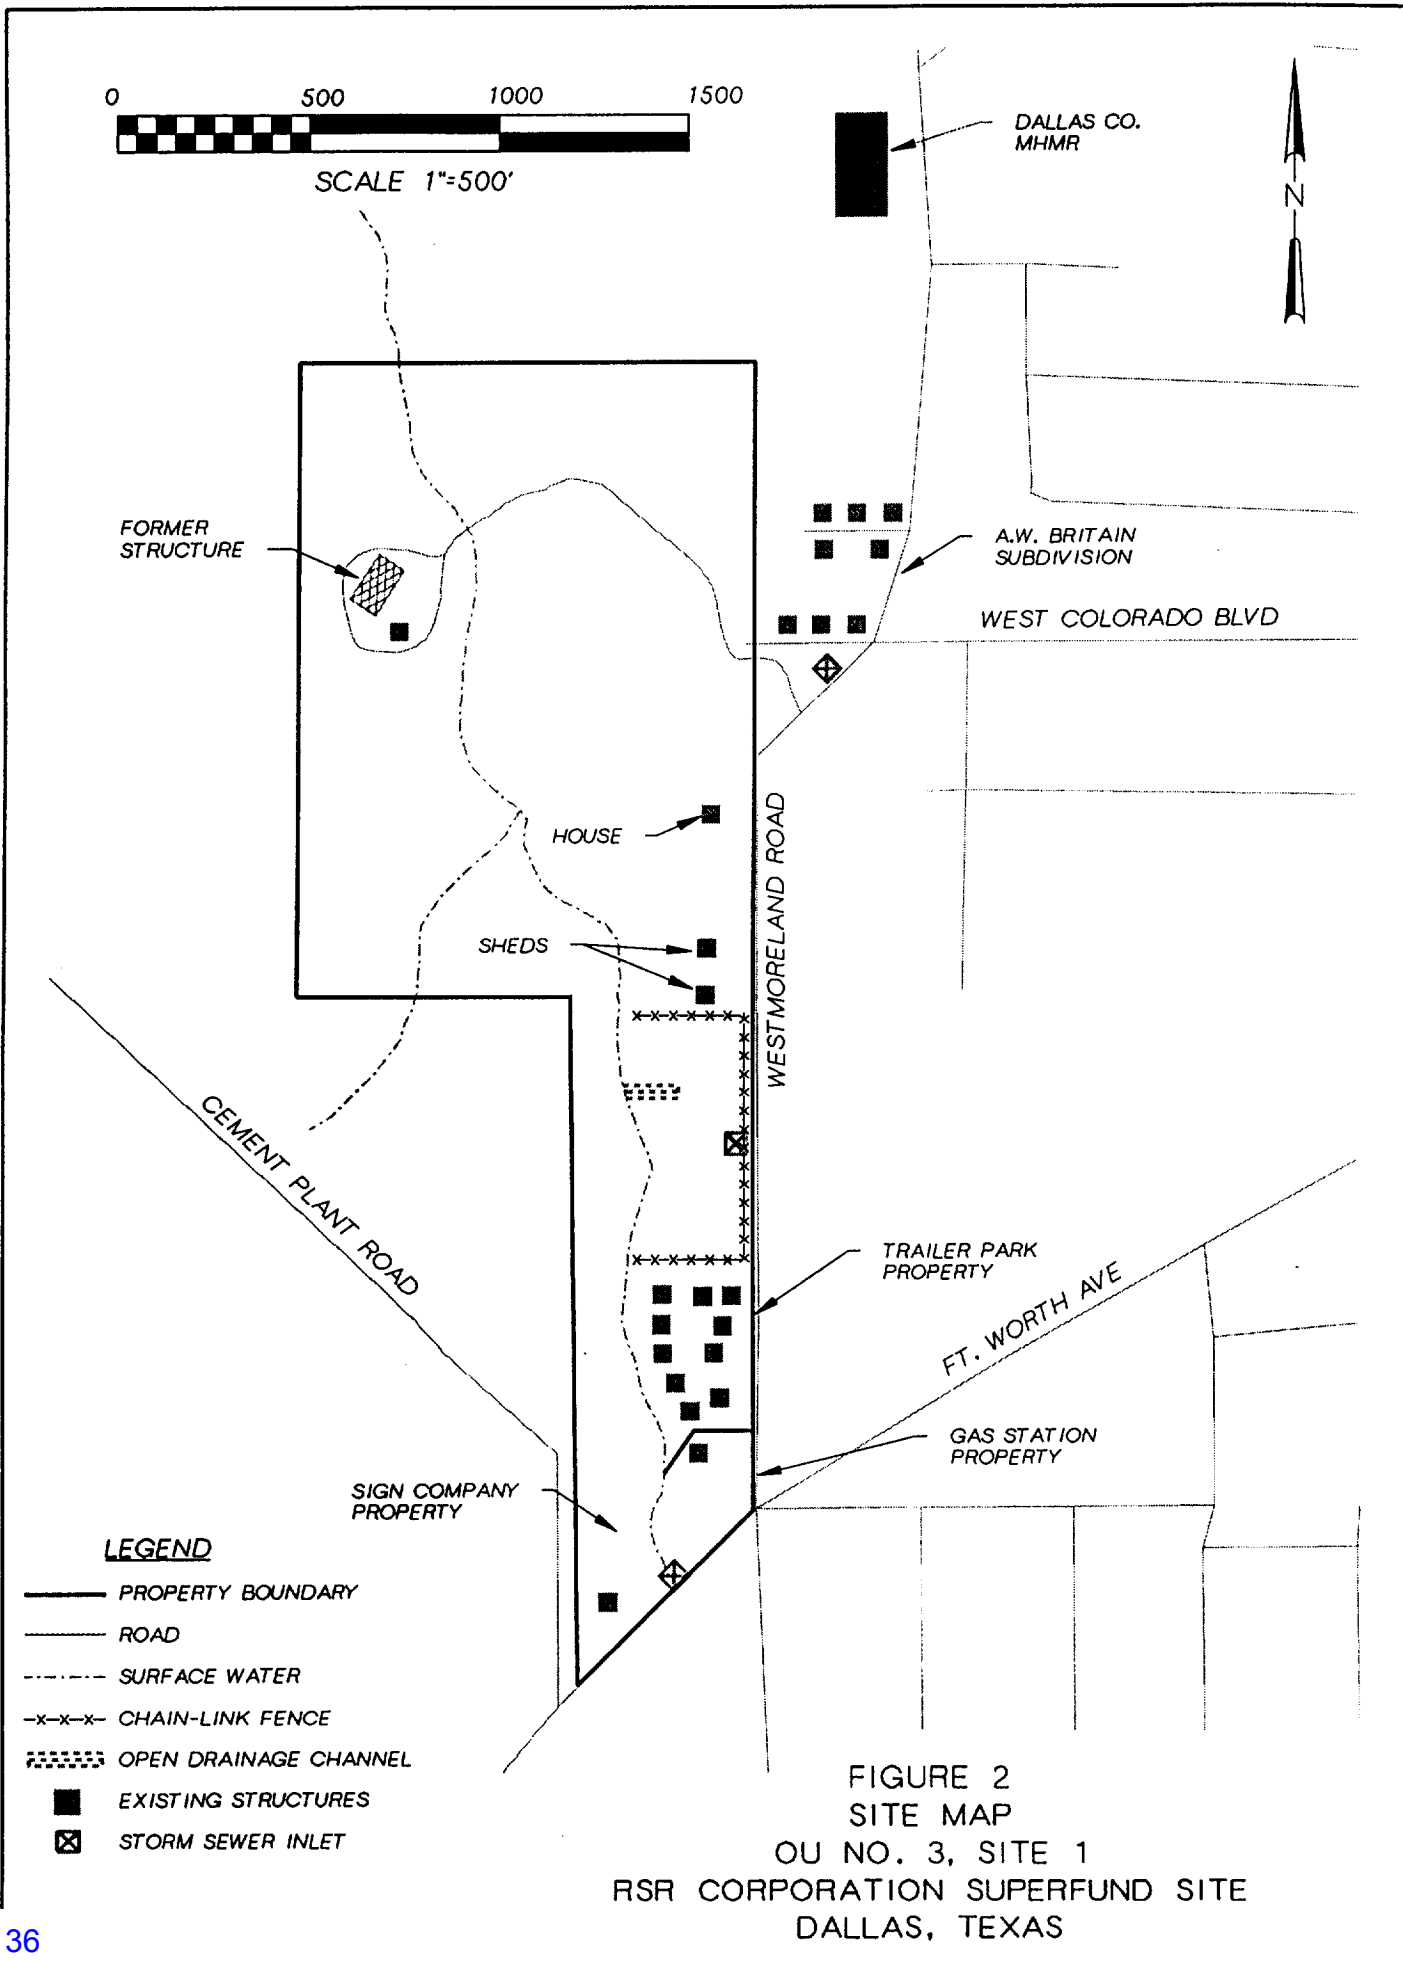 0 500 1000 1500
SCALE 1"=500'
DALLAS CO.
MHMR
N
FORMER
STRUCTURE
A.W. BRITAIN
SUBDIVISION
WEST COLORADO BLVD
HOUSE
WESTMORELAND ROAD
SHEDS
CEMENT PLANT ROAD
TRAILER PARK
PROPERTY
FT. WORTH AVE
GAS STATION
PROPERTY
SIGN COMPANY
PROPERTY
LEGEND
PROPERTY BOUNDARY
ROAD
SURFACE WATER
-x-x-x- CHAIN-LINK FENCE
OPEN DRAINAGE CHANNEL
EXISTING STRUCTURES
STORM SEWER INLET
FIGURE 2
SITE MAP
OU NO. 3, SITE 1
RSR CORPORATION SUPERFUND SITE
DALLAS, TEXAS
36